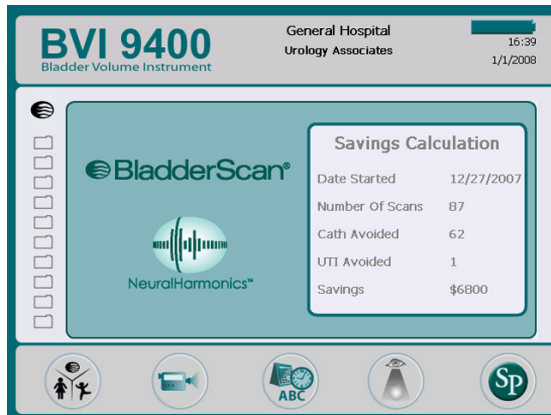 BVI 9400
Bladder Volume Instrument
General Hospital
Urology Associates
16:39
1/1/2008
BladderScan®
NeuralHarmonics™
Savings Calculation
Date Started 12/27/2007
Number Of Scans 87
Cath Avoided 62
UTI Avoided 1
Savings $6800
ABC
SP